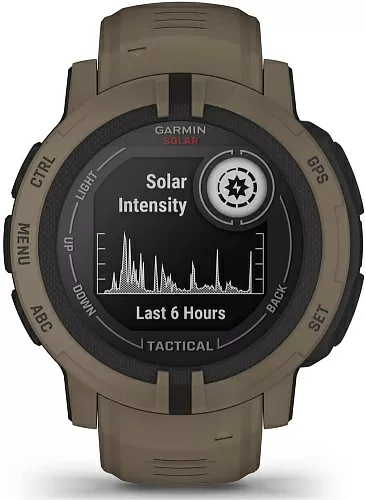 GARMIN
SOLAR
CTRL
LIGHT
GPS
Solar
Intensity
MENU
UP
DOWN
BACK
ABC
SET
Last 6 Hours
TACTICAL